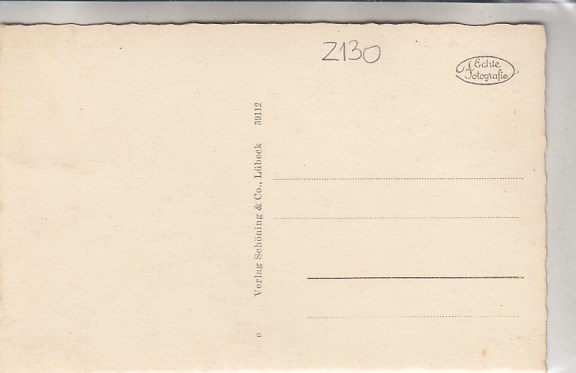 Z130
Echte
Fotografie
Verlag Schöning & Co., Lübeck 39112